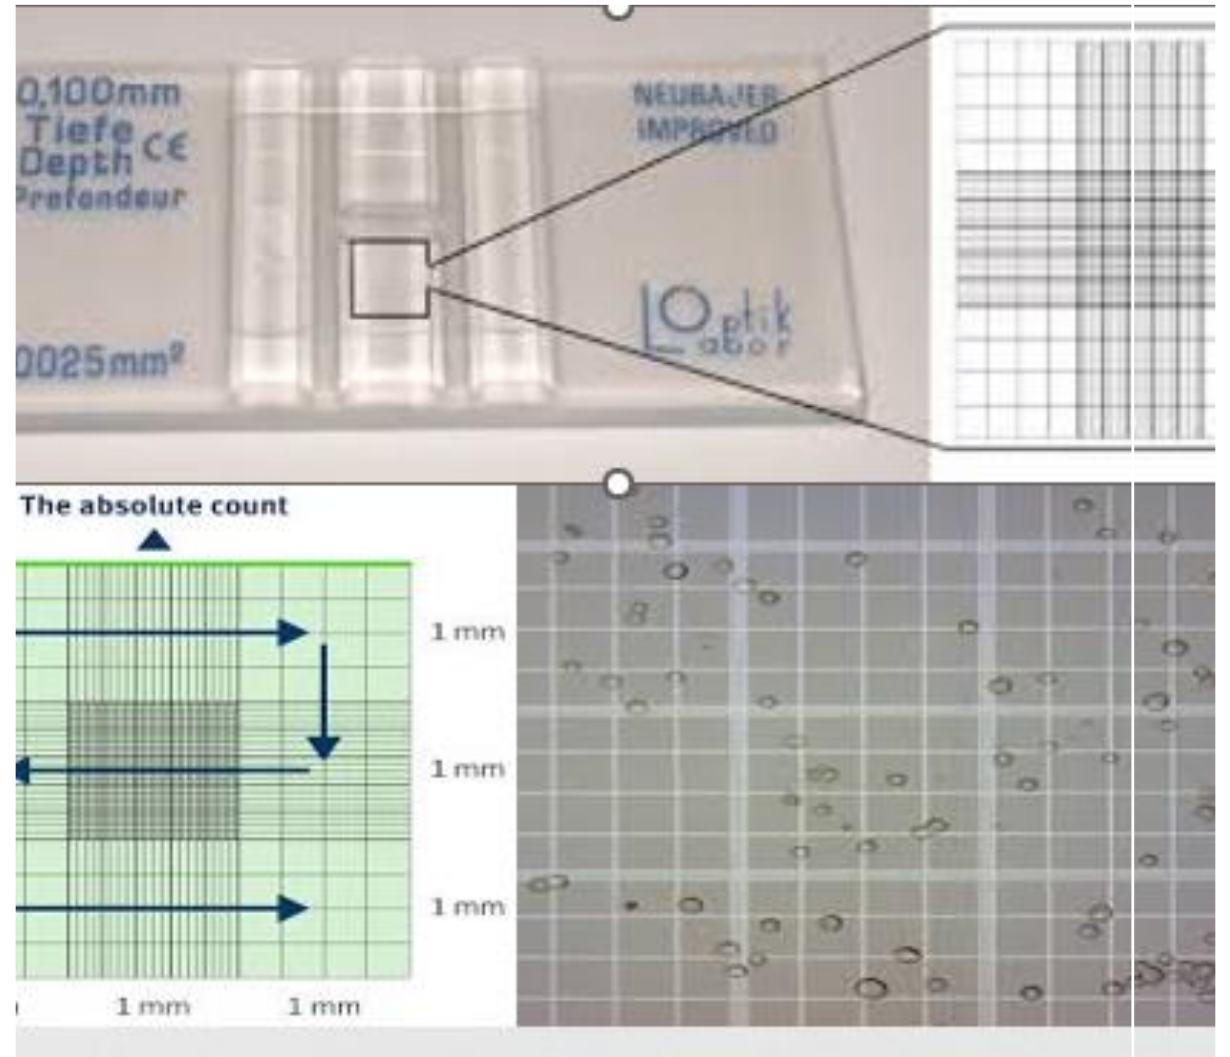 0,100mm
Tiefe
Depth CE
Profondeur
0025mm²
NEUBAUER
IMPROVED
Optik
Labor
The absolute count
1 mm
1 mm
1 mm
1 mm
1 mm